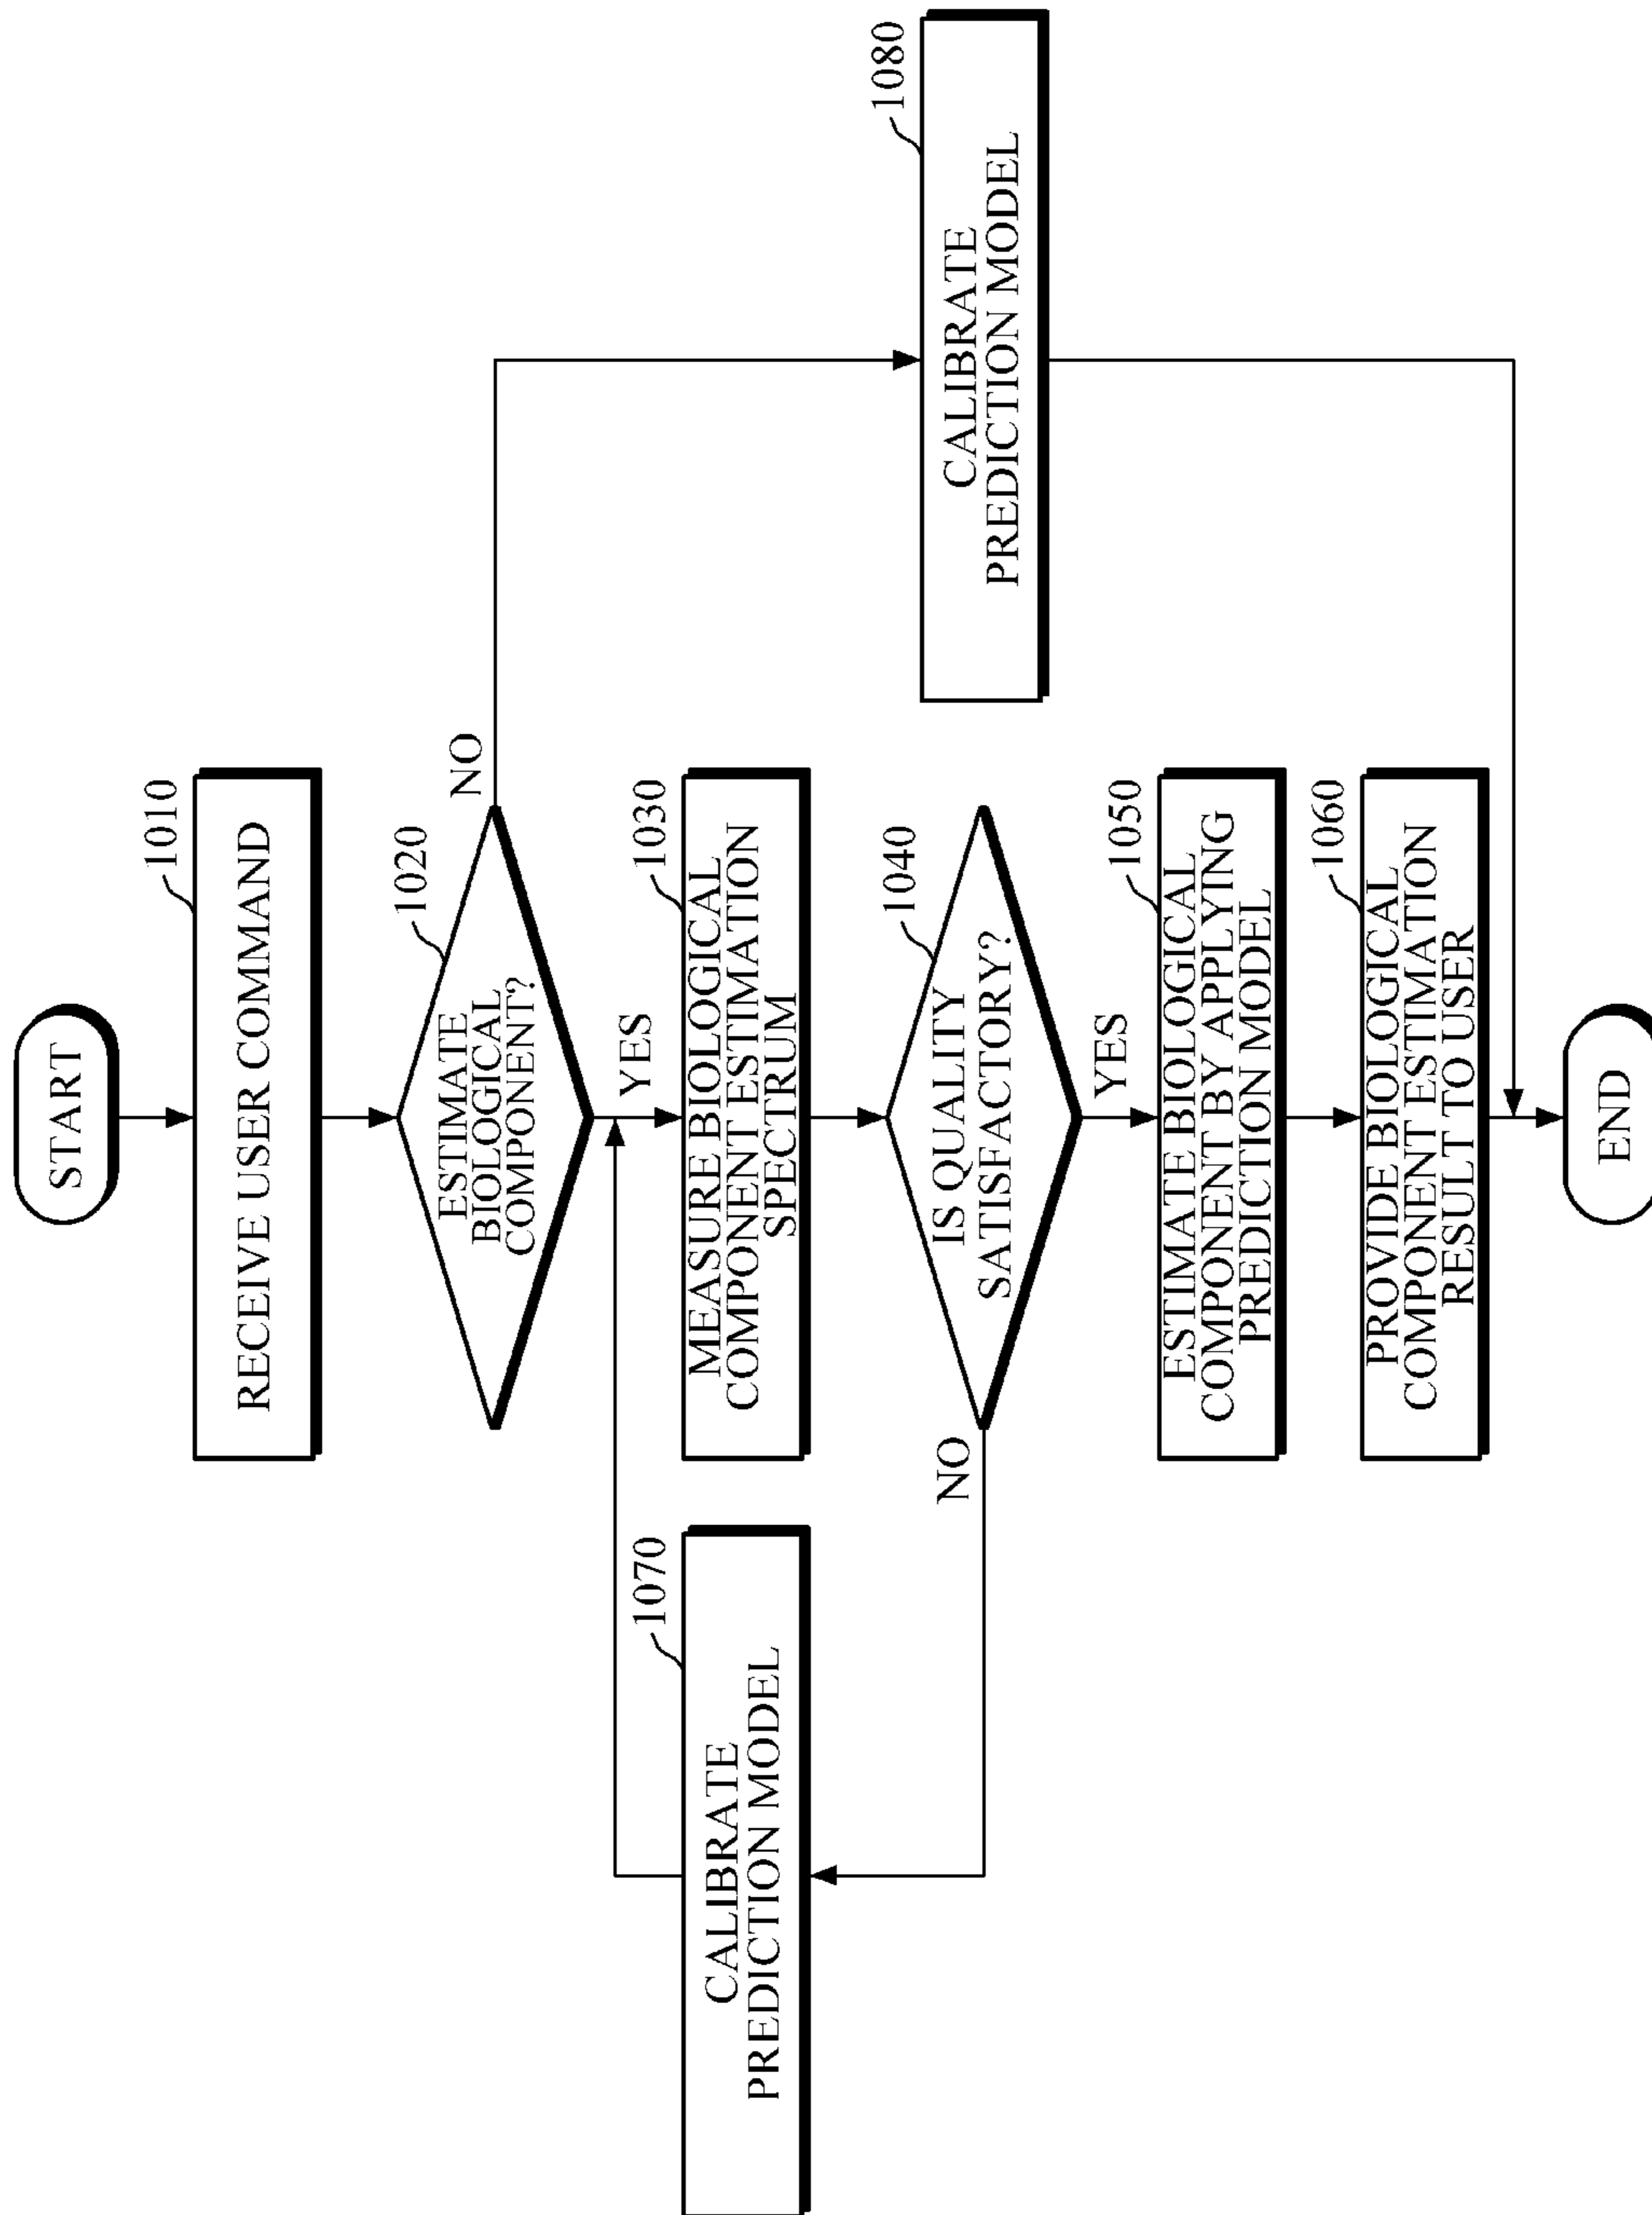 START
1010
RECEIVE USER COMMAND
1020
ESTIMATE
BIOLOGICAL
COMPONENT?
NO
YES
1030
MEASURE BIOLOGICAL
COMPONENT ESTIMATION
SPECTRUM
1070
CALIBRATE
PREDICTION MODEL
1040
IS QUALITY
SATISFACTORY?
NO
YES
1080
CALIBRATE
PREDICTION MODEL
1050
ESTIMATE BIOLOGICAL
COMPONENT BY APPLYING
PREDICTION MODEL
1060
PROVIDE BIOLOGICAL
COMPONENT ESTIMATION
RESULT TO USER
END